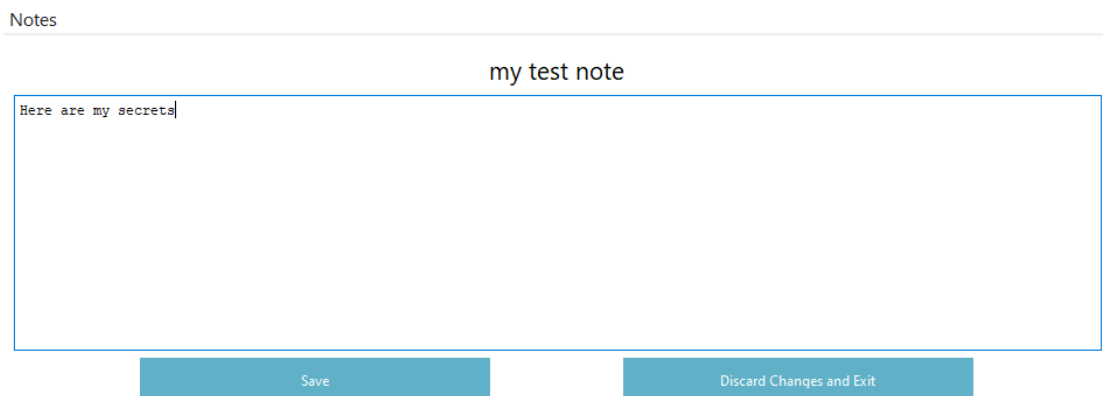 Notes
my test note
Here are my secrets
Save
Discard Changes and Exit